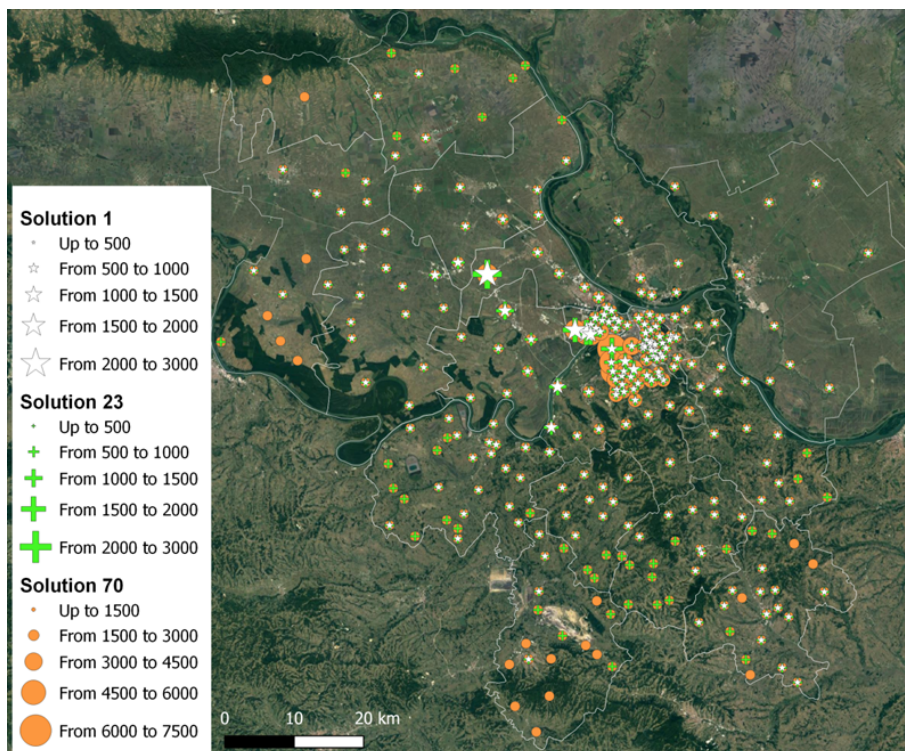 Solution 1
Up to 500
From 500 to 1000
From 1000 to 1500
From 1500 to 2000
From 2000 to 3000
Solution 23
Up to 500
From 500 to 1000
From 1000 to 1500
From 1500 to 2000
From 2000 to 3000
Solution 70
Up to 1500
From 1500 to 3000
From 3000 to 4500
From 4500 to 6000
From 6000 to 7500
0 10 20 km